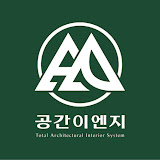 공간이엔지
Total Architectural Interior System